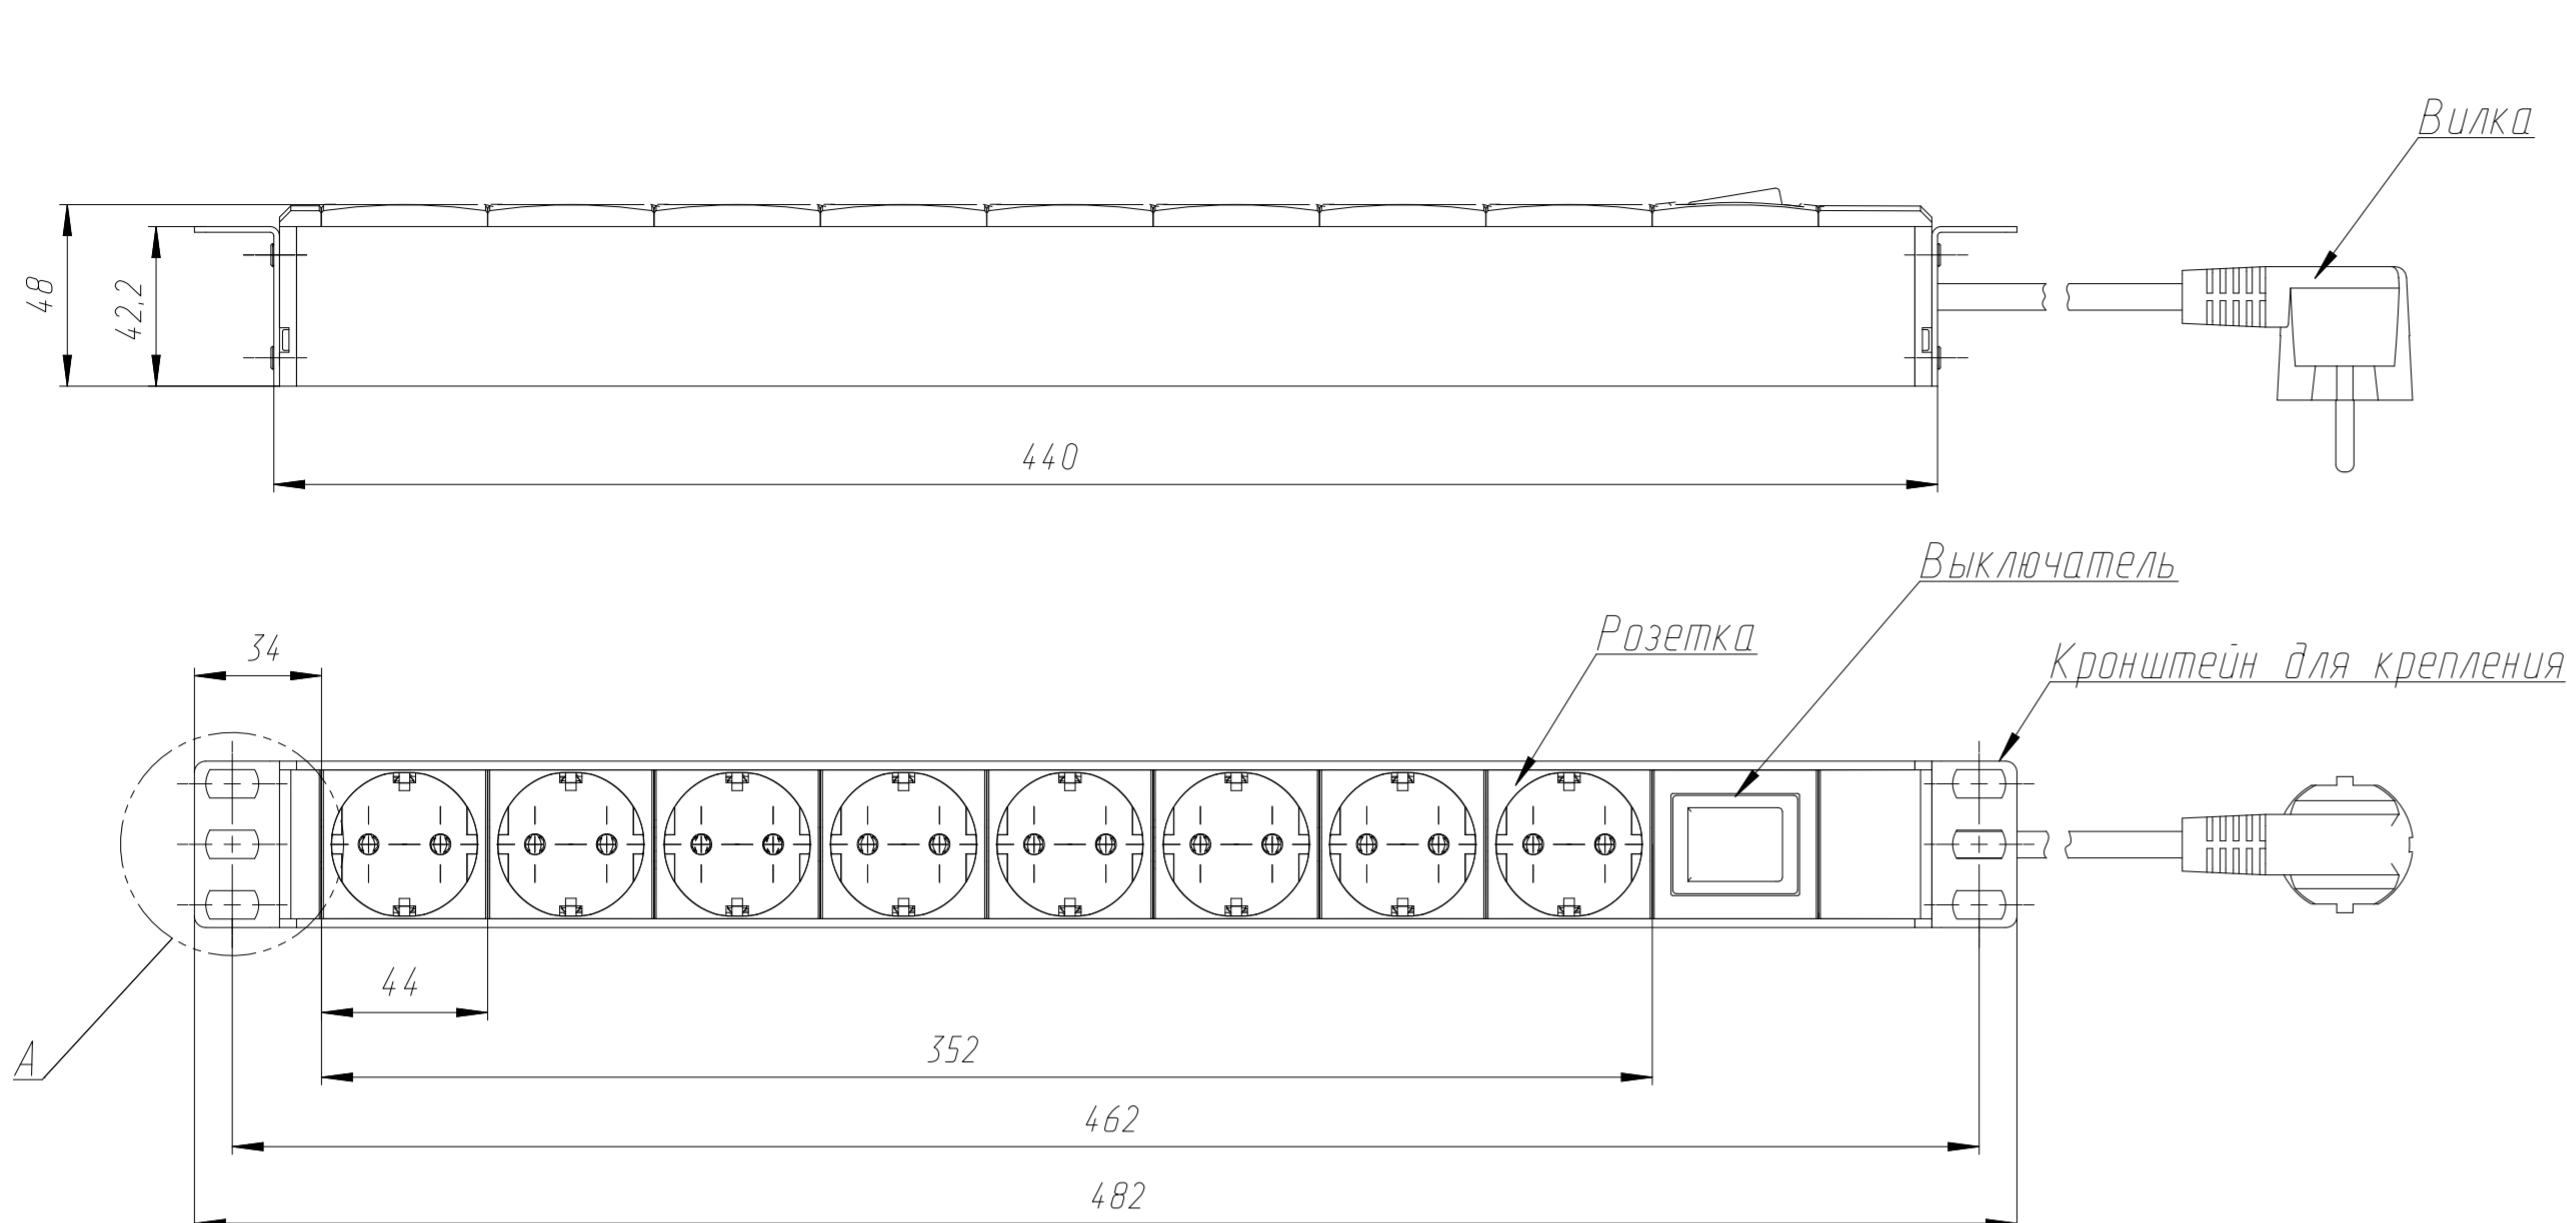 Вилка
48
42,2
440
Выключатель
Розетка
34
Кронштейн для крепления
44
352
А
462
482